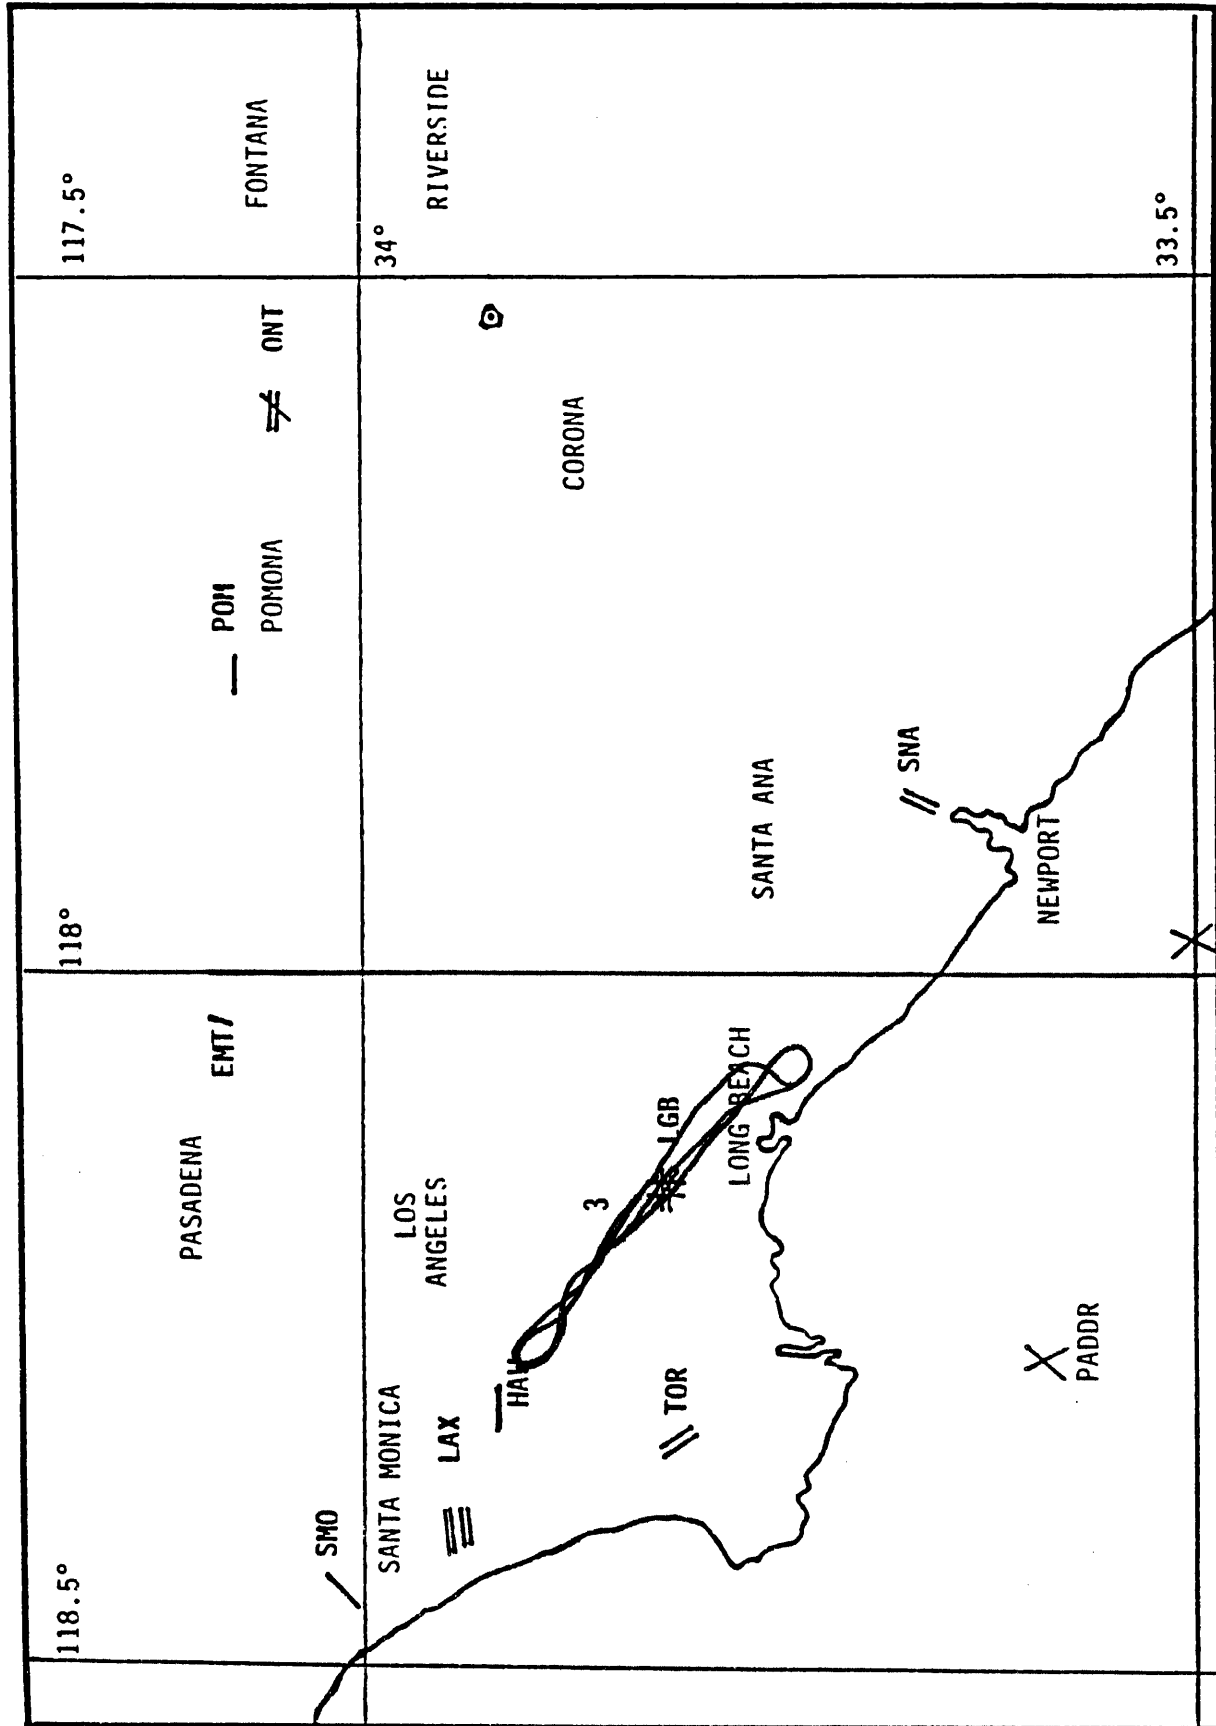 118.5°
118°
117.5°
PASADENA
EMT
POM
POMONA
ONT
FONTANA
SMO
34°
SANTA MONICA
LAX
LOS
ANGELES
RIVERSIDE
HAW
3
CORONA
TOR
LGB
LONG BEACH
SANTA ANA
SNA
NEWPORT
PADDR
33.5°